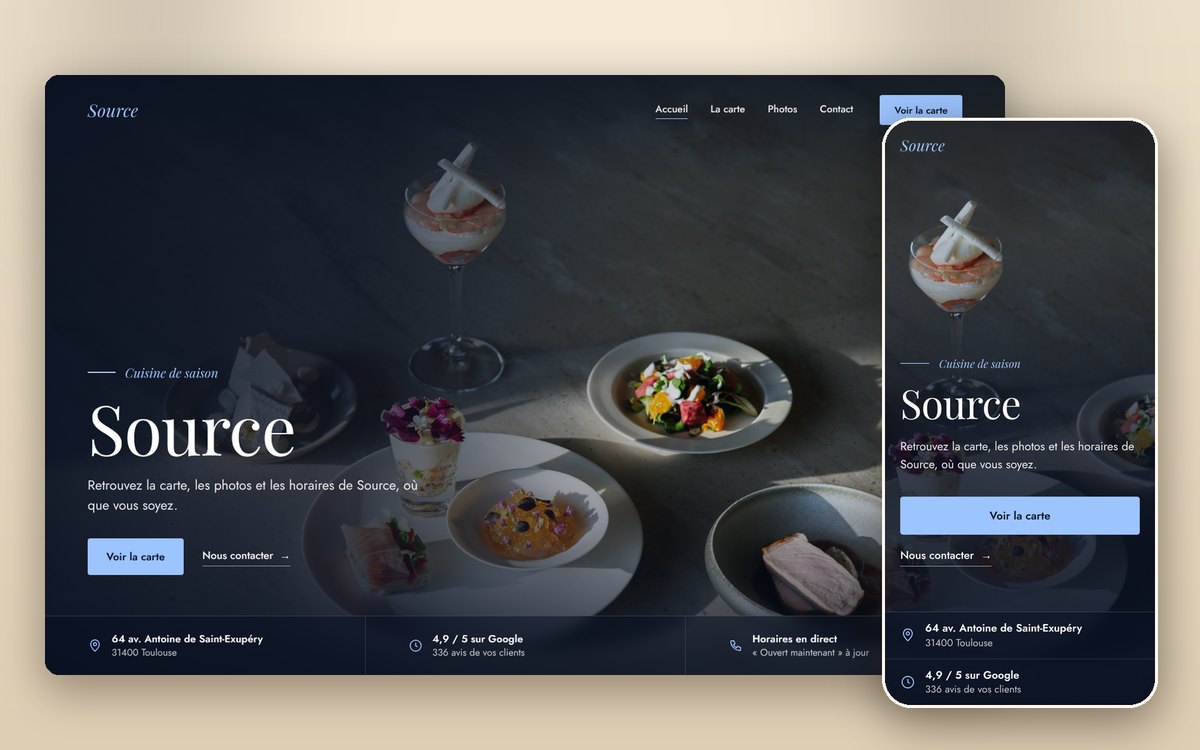 Source
Accueil
La carte
Photos
Contact
Voir la carte
Cuisine de saison
Source
Retrouvez la carte, les photos et les horaires de Source, où
que vous soyez.
Voir la carte
Nous contacter →
64 av. Antoine de Saint-Exupéry
31400 Toulouse
4,9 / 5 sur Google
336 avis de vos clients
Horaires en direct
« Ouvert maintenant » à jour
Source
Cuisine de saison
Source
Retrouvez la carte, les photos et les horaires de
Source, où que vous soyez.
Voir la carte
Nous contacter →
64 av. Antoine de Saint-Exupéry
31400 Toulouse
4,9 / 5 sur Google
336 avis de vos clients